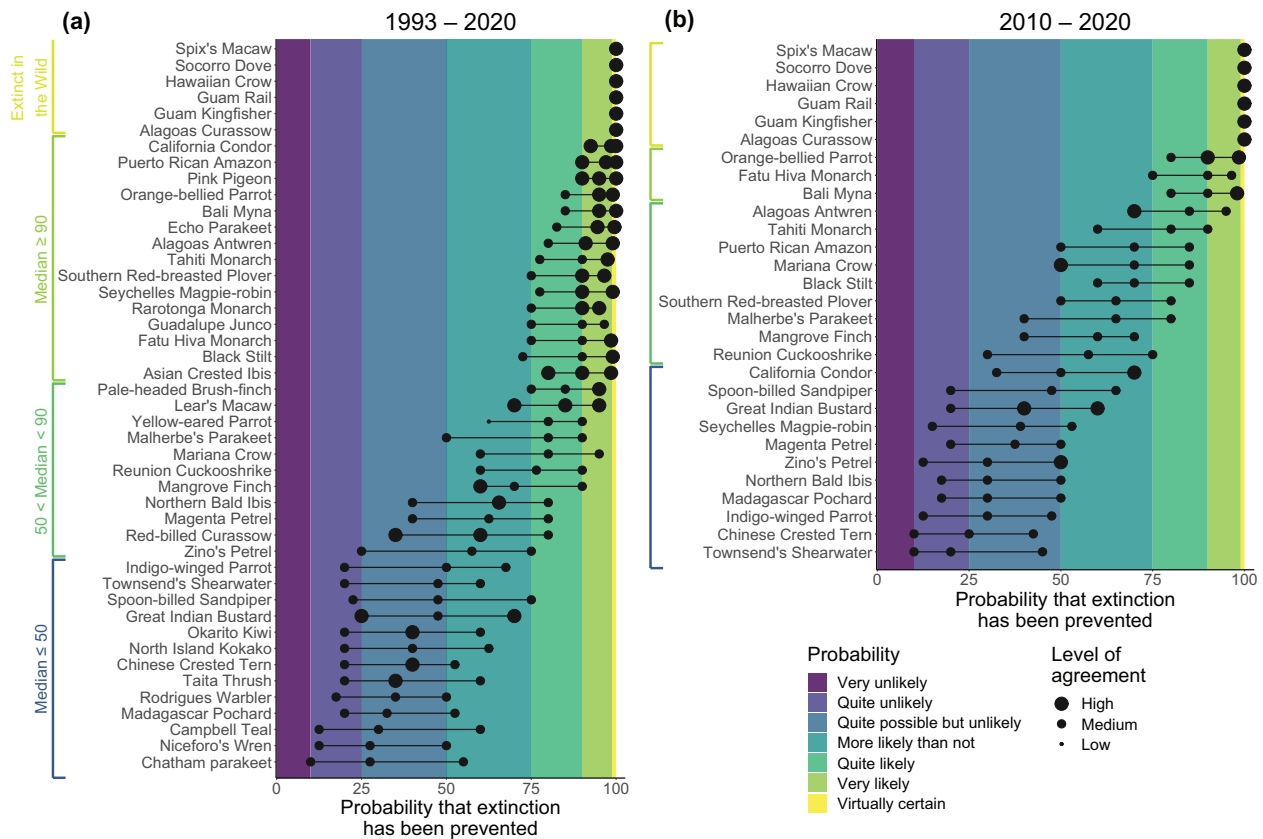 (a)
1993 – 2020
Extinct in
the Wild
Median ≥ 90
50 < Median < 90
Median ≤ 50
Spix's Macaw
Socorro Dove
Hawaiian Crow
Guam Rail
Guam Kingfisher
Alagoas Curassow
California Condor
Puerto Rican Amazon
Pink Pigeon
Orange-bellied Parrot
Bali Myna
Echo Parakeet
Alagoas Antwren
Tahiti Monarch
Southern Red-breasted Plover
Seychelles Magpie-robin
Rarotonga Monarch
Guadalupe Junco
Fatu Hiva Monarch
Black Stilt
Asian Crested Ibis
Pale-headed Brush-finch
Lear's Macaw
Yellow-eared Parrot
Malherbe's Parakeet
Mariana Crow
Reunion Cuckooshrike
Mangrove Finch
Northern Bald Ibis
Magenta Petrel
Red-billed Curassow
Zino's Petrel
Indigo-winged Parrot
Townsend's Shearwater
Spoon-billed Sandpiper
Great Indian Bustard
Okarito Kiwi
North Island Kokako
Chinese Crested Tern
Taita Thrush
Rodrigues Warbler
Madagascar Pochard
Campbell Teal
Niceforo's Wren
Chatham parakeet
0 25 50 75 100
Probability that extinction
has been prevented
(b)
2010 – 2020
Spix's Macaw
Socorro Dove
Hawaiian Crow
Guam Rail
Guam Kingfisher
Alagoas Curassow
Orange-bellied Parrot
Fatu Hiva Monarch
Bali Myna
Alagoas Antwren
Tahiti Monarch
Puerto Rican Amazon
Mariana Crow
Black Stilt
Southern Red-breasted Plover
Malherbe's Parakeet
Mangrove Finch
Reunion Cuckooshrike
California Condor
Spoon-billed Sandpiper
Great Indian Bustard
Seychelles Magpie-robin
Magenta Petrel
Zino's Petrel
Northern Bald Ibis
Madagascar Pochard
Indigo-winged Parrot
Chinese Crested Tern
Townsend's Shearwater
0 25 50 75 100
Probability that extinction
has been prevented
Probability
Very unlikely
Quite unlikely
Quite possible but unlikely
More likely than not
Quite likely
Very likely
Virtually certain
Level of
agreement
High
Medium
Low